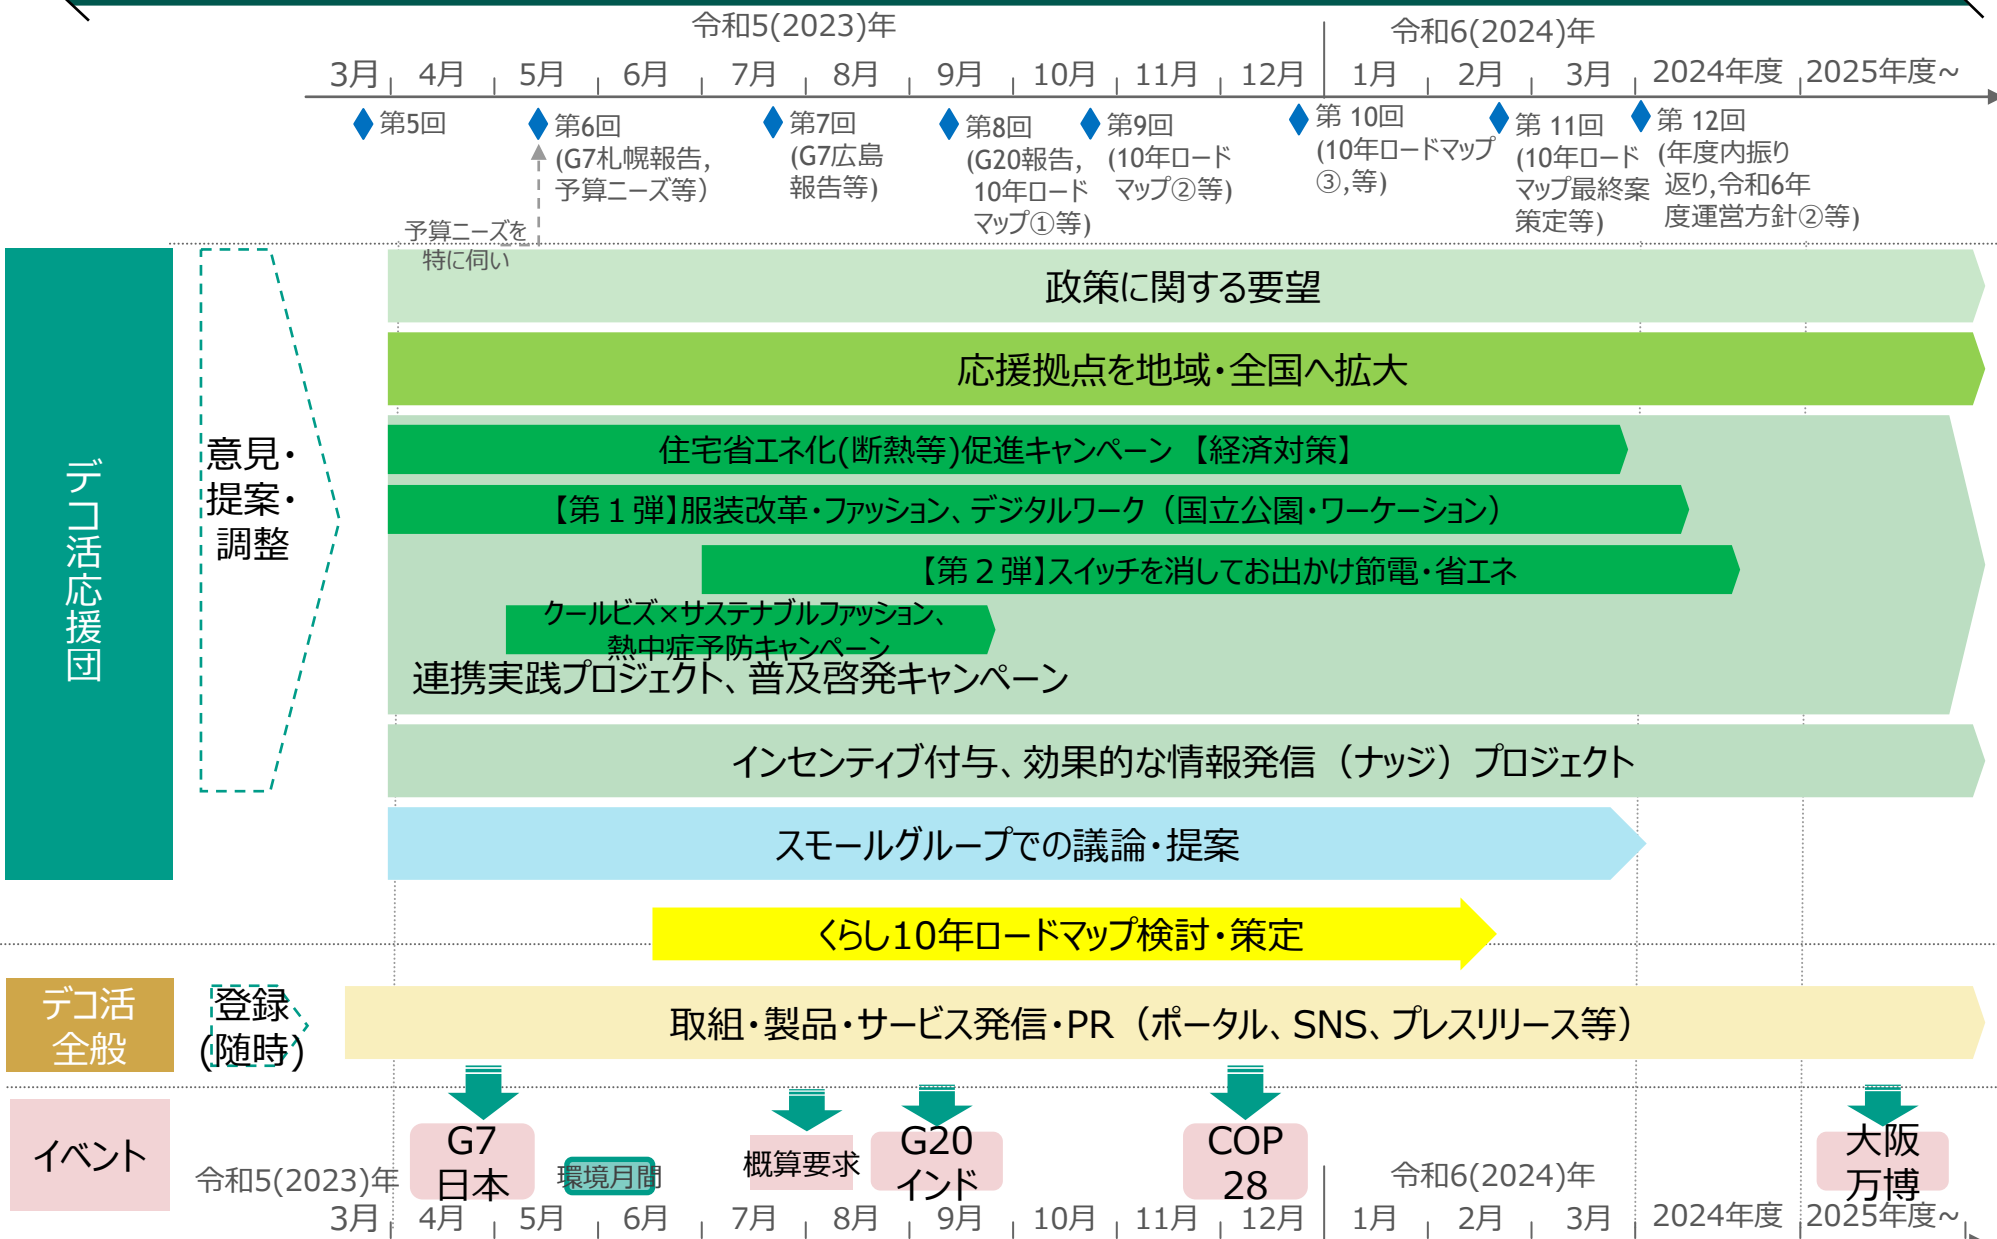 令和5(2023)年
令和6(2024)年
3月 4月 5月 6月 7月 8月 9月 10月 11月 12月 1月 2月 3月 2024年度 2025年度~
第5回
第6回
(G7札幌報告,
予算ニーズ等）
第7回
(G7広島
報告等)
第8回
(G20報告,
10年ロード
マップ①等)
第9回
(10年ロード
マップ②等)
第 10回
(10年ロードマップ
③,等)
第 11回
(10年ロード
マップ最終案
策定等)
第 12回
(年度内振り
返り,令和6年
度運営方針②等)
予算ニーズを
特に伺い
デコ活応援団
意見・
提案・
調整
政策に関する要望
応援拠点を地域・全国へ拡大
住宅省エネ化(断熱等)促進キャンペーン 【経済対策】
【第１弾】服装改革・ファッション、デジタルワーク（国立公園・ワーケーション）
【第２弾】スイッチを消してお出かけ節電・省エネ
クールビズ×サステナブルファッション、
熱中症予防キャンペーン
連携実践プロジェクト、普及啓発キャンペーン
インセンティブ付与、効果的な情報発信（ナッジ）プロジェクト
スモールグループでの議論・提案
くらし10年ロードマップ検討・策定
デコ活
全般
登録
(随時)
取組・製品・サービス発信・PR（ポータル、SNS、プレスリリース等）
イベント
G7
日本
環境月間
概算要求
G20
インド
COP
28
大阪
万博
令和5(2023)年
令和6(2024)年
3月 4月 5月 6月 7月 8月 9月 10月 11月 12月 1月 2月 3月 2024年度 2025年度~